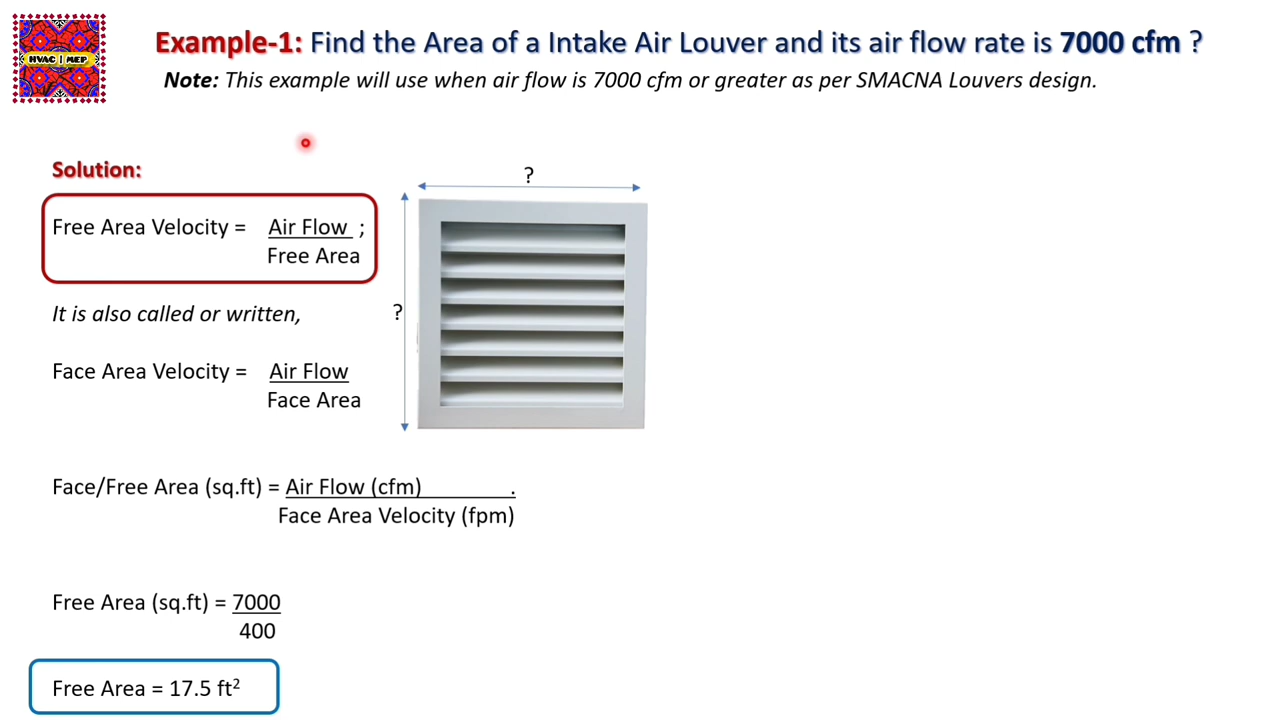 HVAC | MEP
Example-1: Find the Area of a Intake Air Louver and its air flow rate is 7000 cfm ?
Note: This example will use when air flow is 7000 cfm or greater as per SMACNA Louvers design.
Solution:
?
Free Area Velocity = Air Flow ;
Free Area
It is also called or written,
?
Face Area Velocity = Air Flow
Face Area
Face/Free Area (sq.ft) = Air Flow (cfm) .
Face Area Velocity (fpm)
Free Area (sq.ft) = 7000
400
Free Area = 17.5 ft²